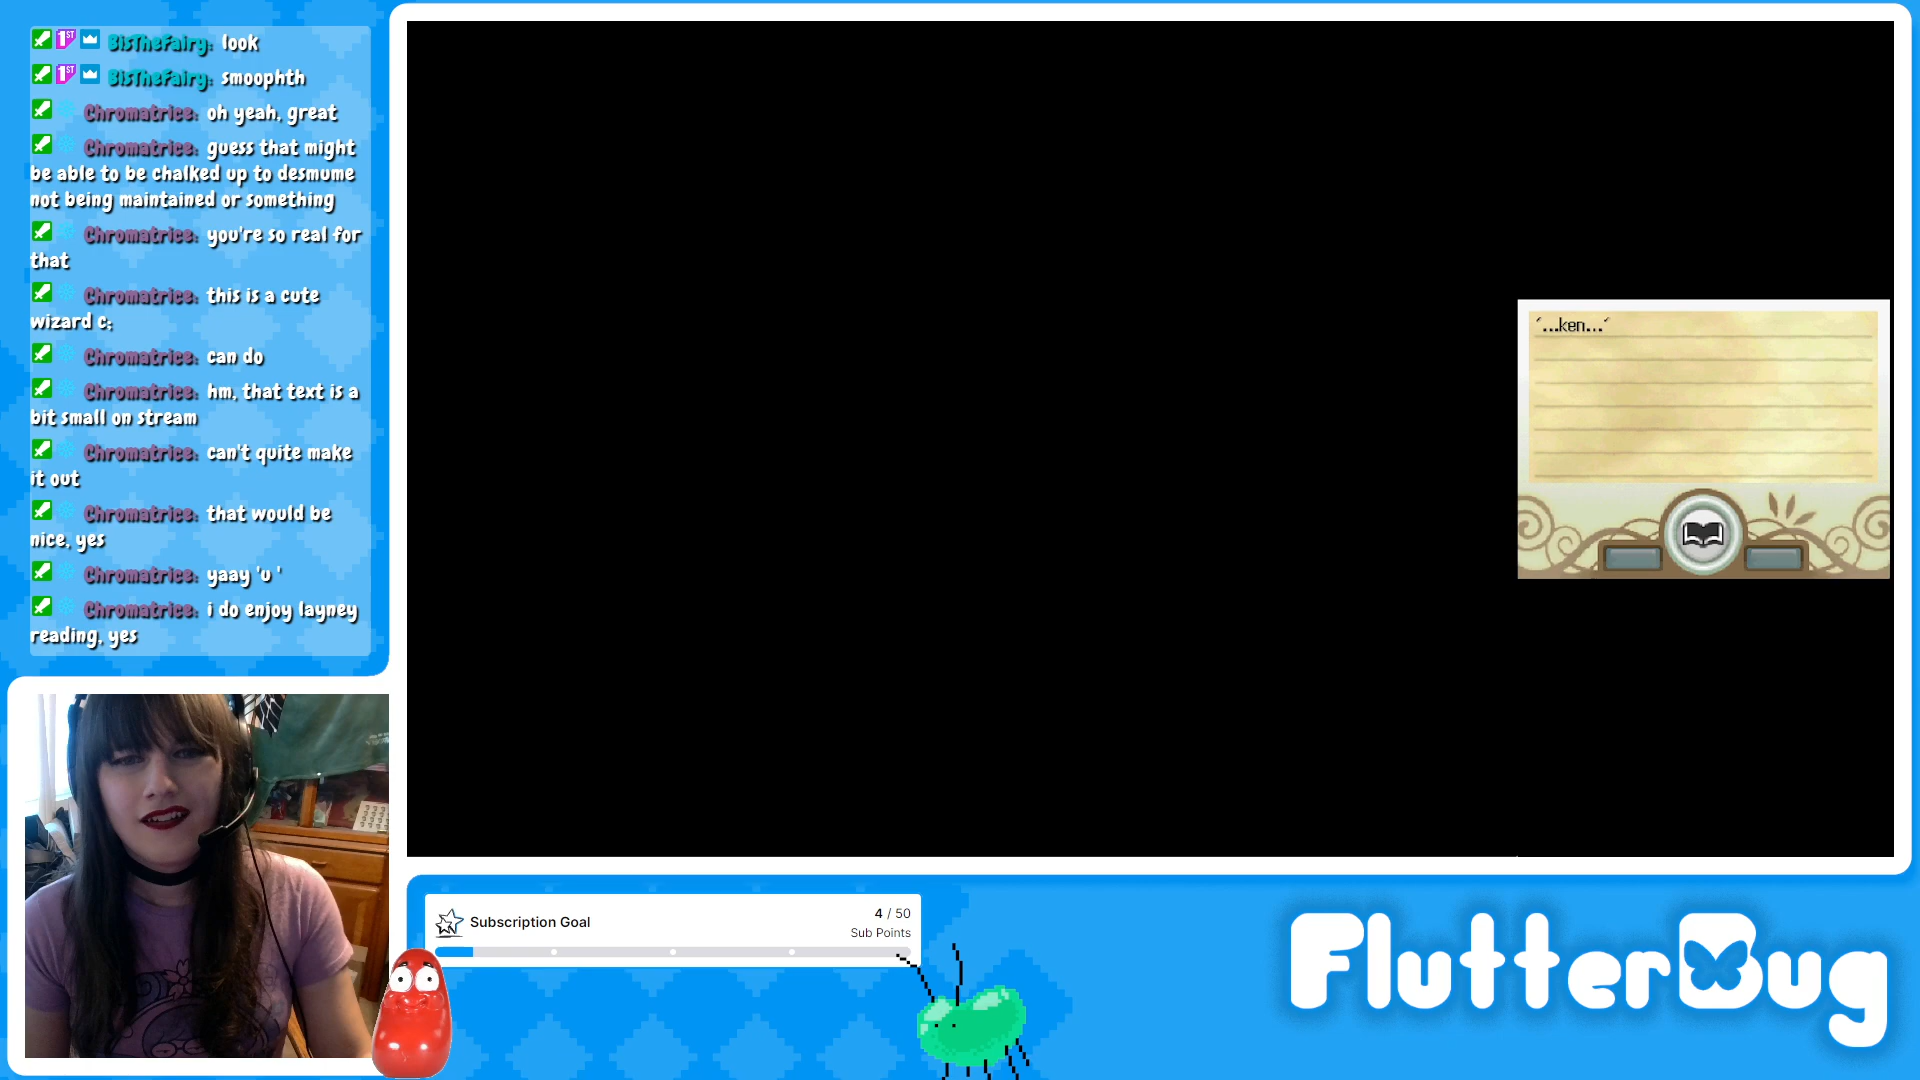 BisTheFairy: look
BisTheFairy: smoophth
Chromatrice: oh yeah, great
Chromatrice: guess that might
be able to be chalked up to desmume
not being maintained or something
Chromatrice: you're so real for
that
Chromatrice: this is a cute
wizard c;
Chromatrice: can do
Chromatrice: hm, that text is a
bit small on stream
Chromatrice: can't quite make
it out
Chromatrice: that would be
nice, yes
Chromatrice: yaay 'u '
Chromatrice: i do enjoy layney
reading, yes
"...ken..."
Subscription Goal
4 / 50
Sub Points
FlutterBug